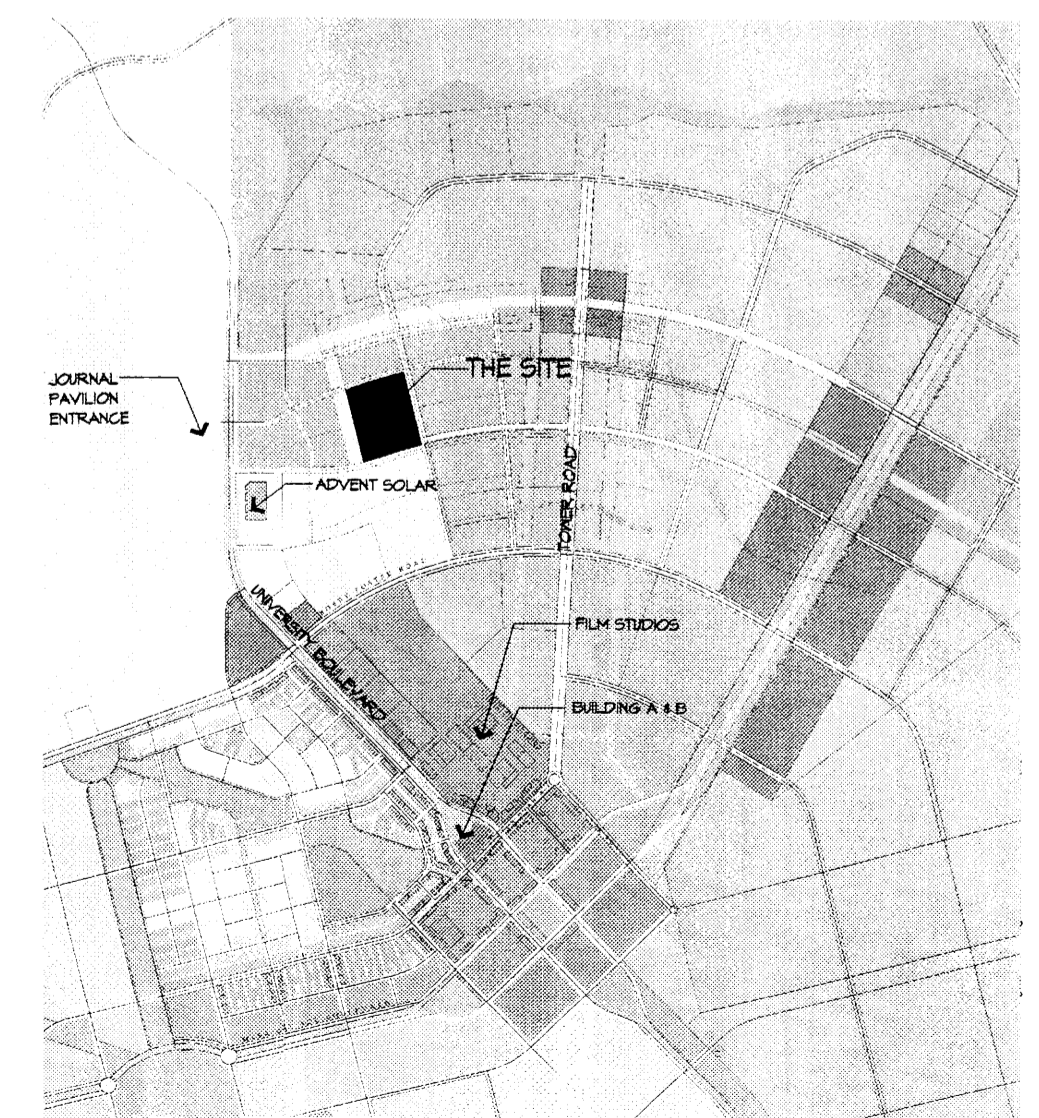 THE SITE
JOURNAL
PAVILION
ENTRANCE
ADVENT SOLAR
TOWER ROAD
UNIVERSITY BOULEVARD
FILM STUDIOS
BUILDING A & B